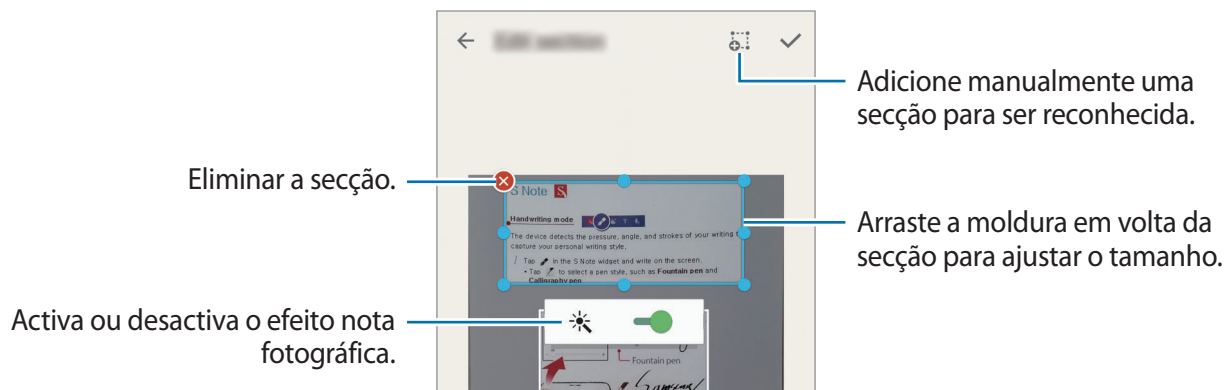 Adicione manualmente uma
secção para ser reconhecida.
Eliminar a secção.
S Note
Handwriting mode
The device detects the pressure, angle, and strokes of your writing
capture your personal writing style.
Tap in the S Note widget and write on the screen.
• Tap to select a pen style, such as Fountain pen and
Calligraphy pen
Arraste a moldura em volta da
secção para ajustar o tamanho.
Activa ou desactiva o efeito nota
fotográfica.
Fountain pen
Samsung